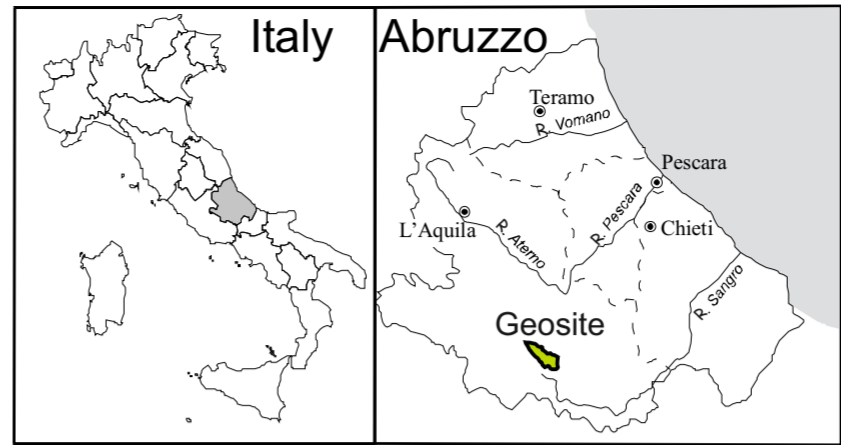 Italy
Abruzzo
Teramo
R. Vomano
Pescara
R. Pescara
L'Aquila
Chieti
R. Aterno
R. Sangro
Geosite